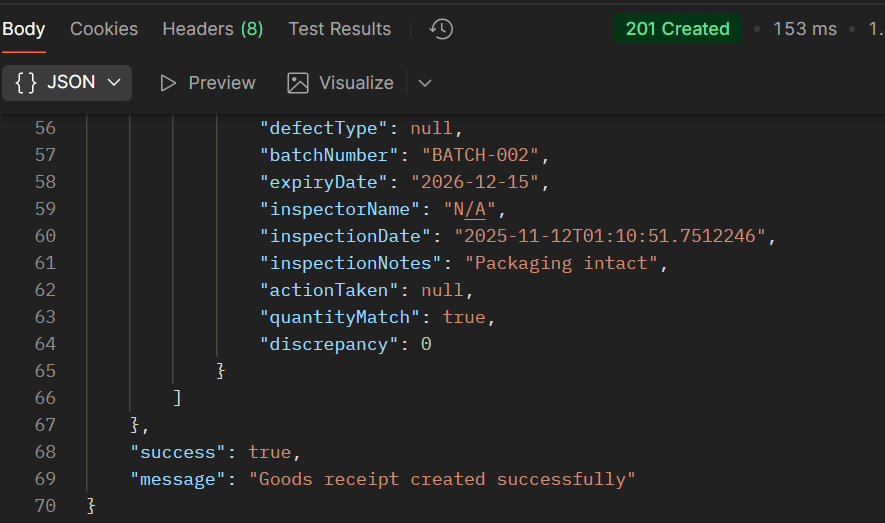 Body Cookies Headers (8) Test Results 201 Created • 153 ms • 1.
{ } JSON Preview Visualize
56 "defectType": null,
57 "batchNumber": "BATCH-002",
58 "expiryDate": "2026-12-15",
59 "inspectorName": "N/A",
60 "inspectionDate": "2025-11-12T01:10:51.7512246",
61 "inspectionNotes": "Packaging intact",
62 "actionTaken": null,
63 "quantityMatch": true,
64 "discrepancy": 0
65 }
66 ]
67 },
68 "success": true,
69 "message": "Goods receipt created successfully"
70 }